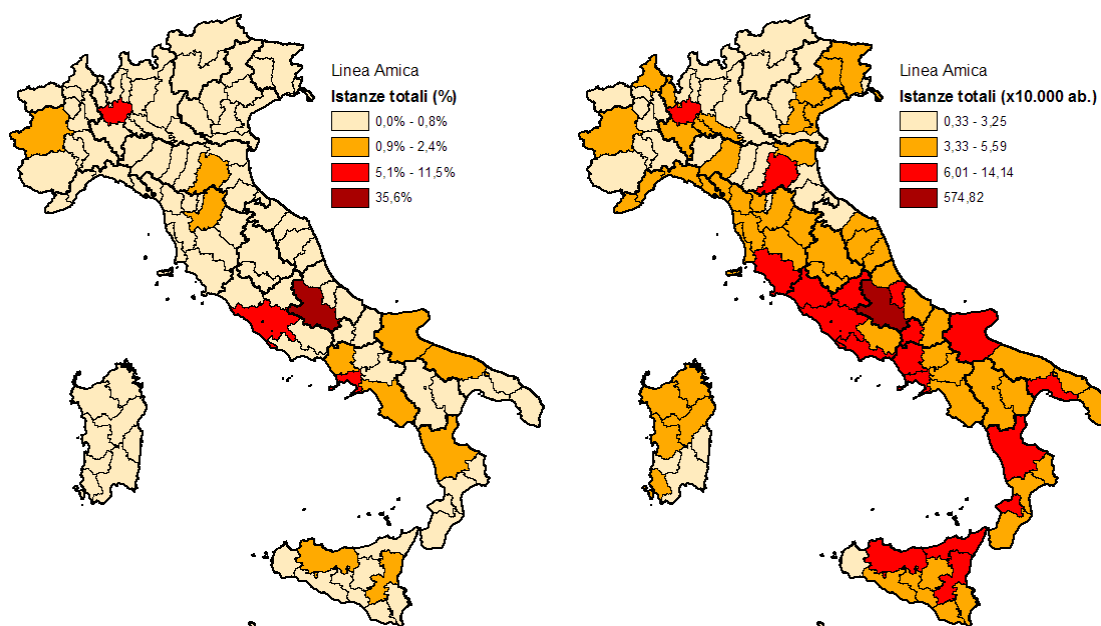 Linea Amica
Istanze totali (%)
0,0% - 0,8%
0,9% - 2,4%
5,1% - 11,5%
35,6%
Linea Amica
Istanze totali (x10.000 ab.)
0,33 - 3,25
3,33 - 5,59
6,01 - 14,14
574,82